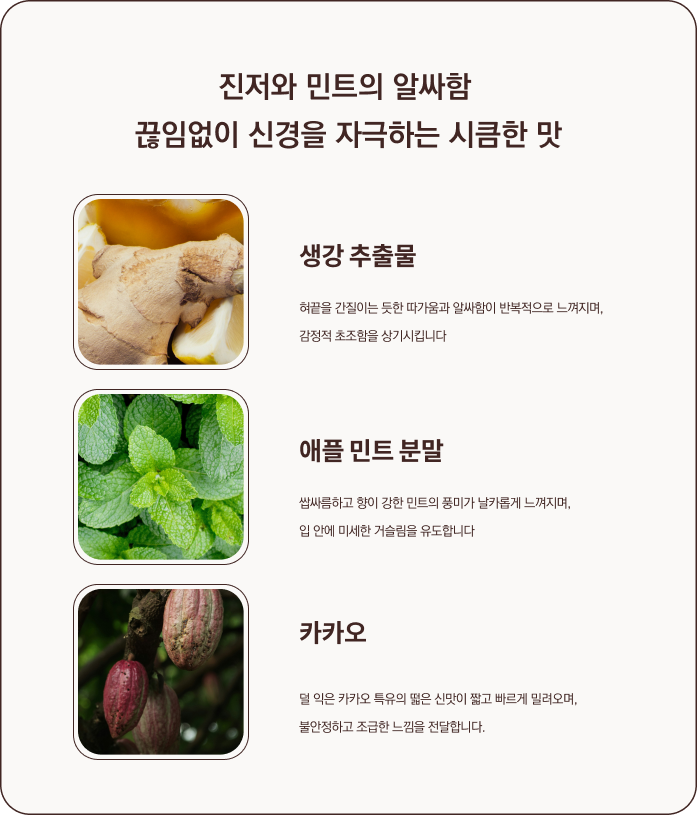 진저와 민트의 알싸함
끊임없이 신경을 자극하는 시큼한 맛
생강 추출물
혀끝을 간질이는 듯한 따가움과 알싸함이 반복적으로 느껴지며,
감정적 초조함을 상기시킵니다
애플 민트 분말
쌉싸름하고 향이 강한 민트의 풍미가 날카롭게 느껴지며,
입 안에 미세한 거슬림을 유도합니다
카카오
덜 익은 카카오 특유의 떫은 신맛이 짧고 빠르게 밀려오며,
불안정하고 조급한 느낌을 전달합니다.